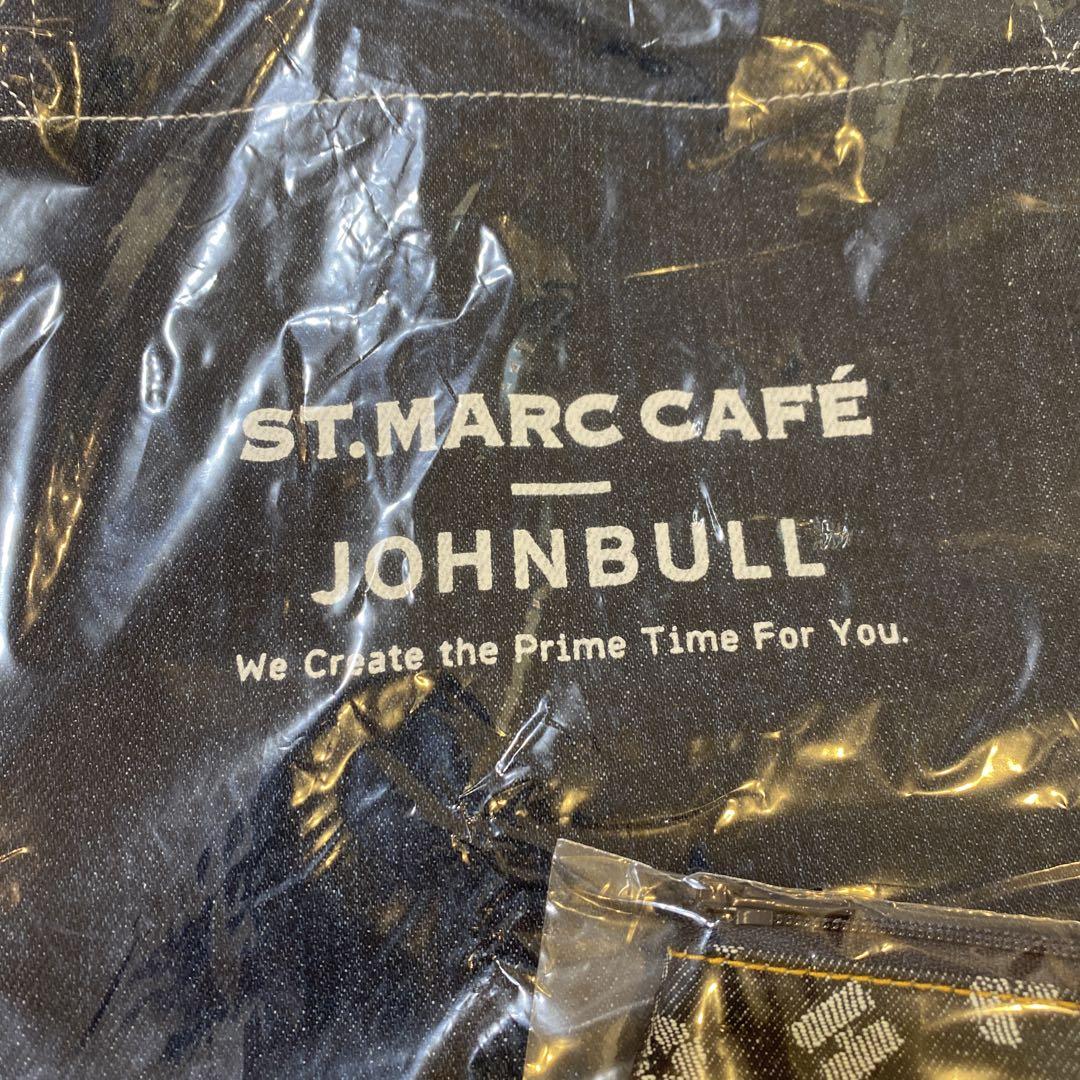 ST.MARC CAFÉ
JOHNBULL
We Create the Prime Time For You.